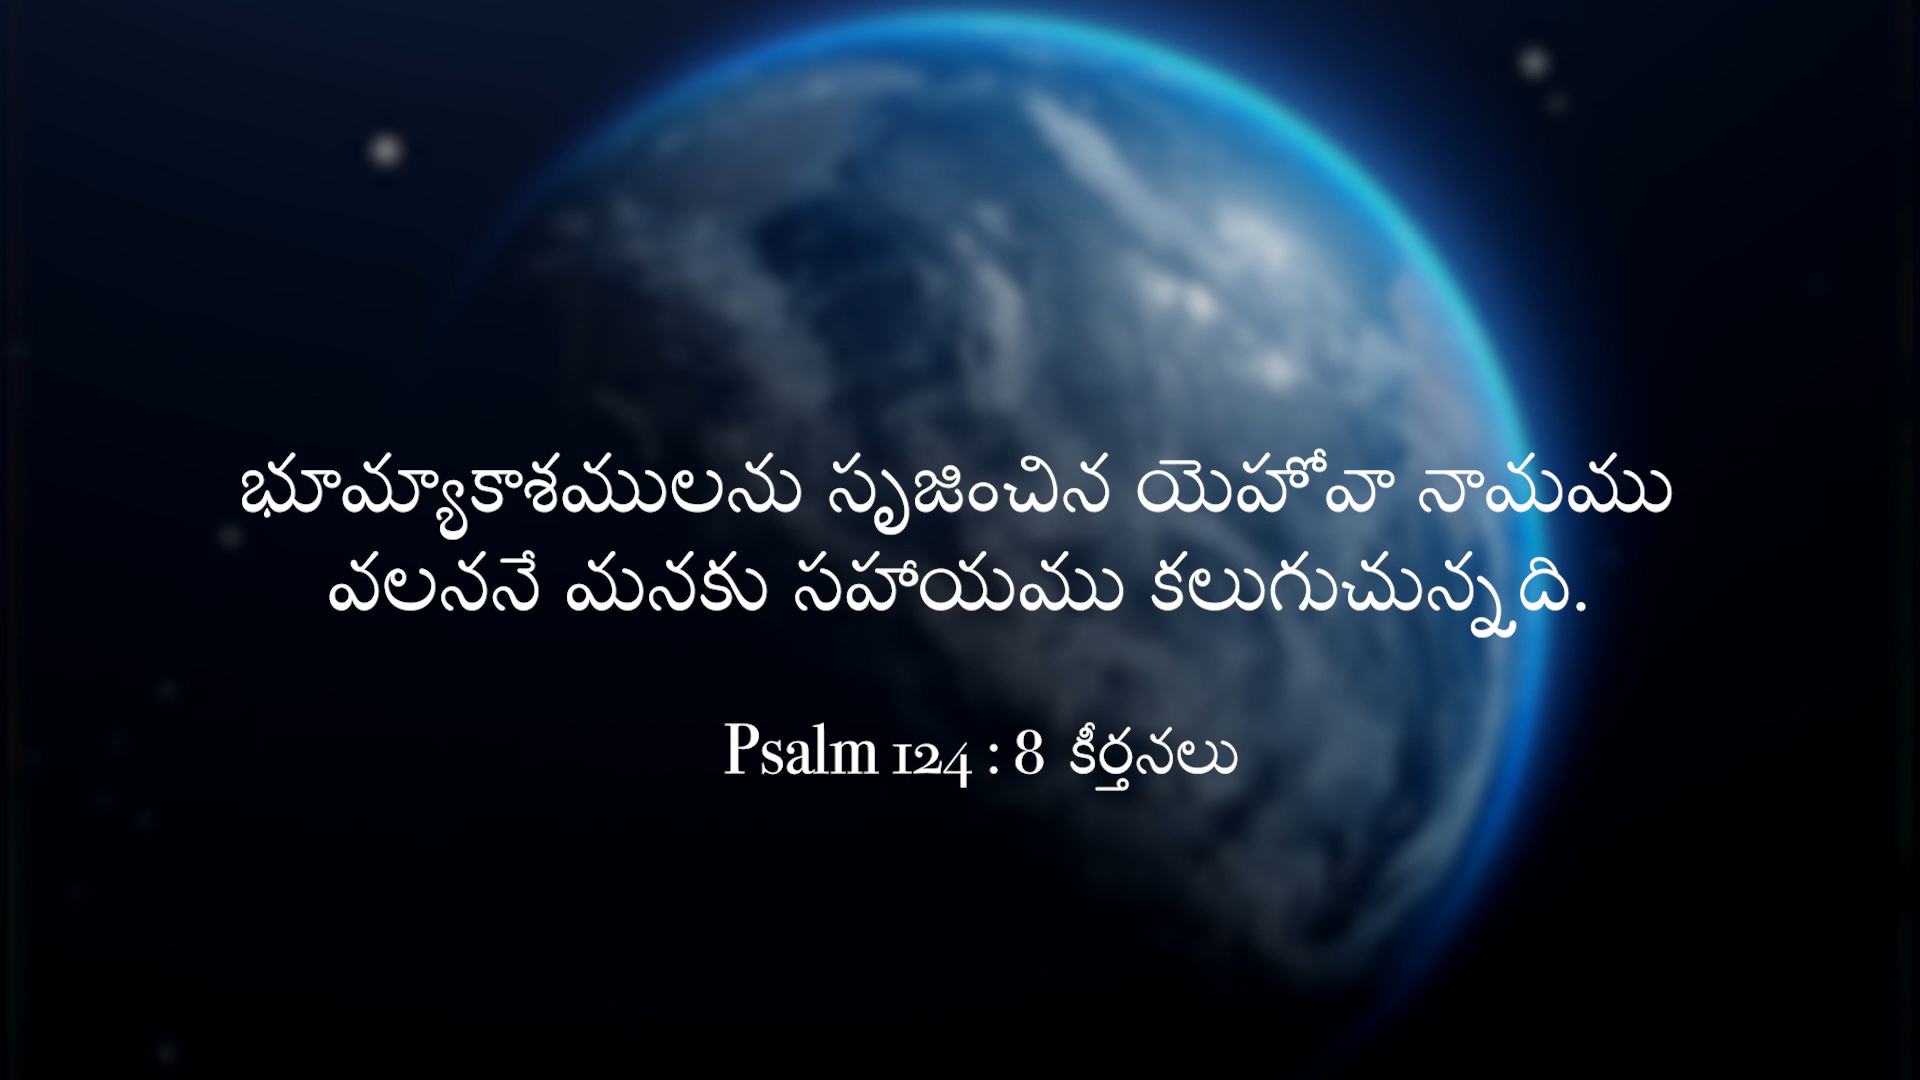 భూమ్యాకాశములను సృజించిన యెహోవా నామము
వలననే మనకు సహాయము కలుగుచున్నది.
Psalm 124 : 8 కీర్తనలు